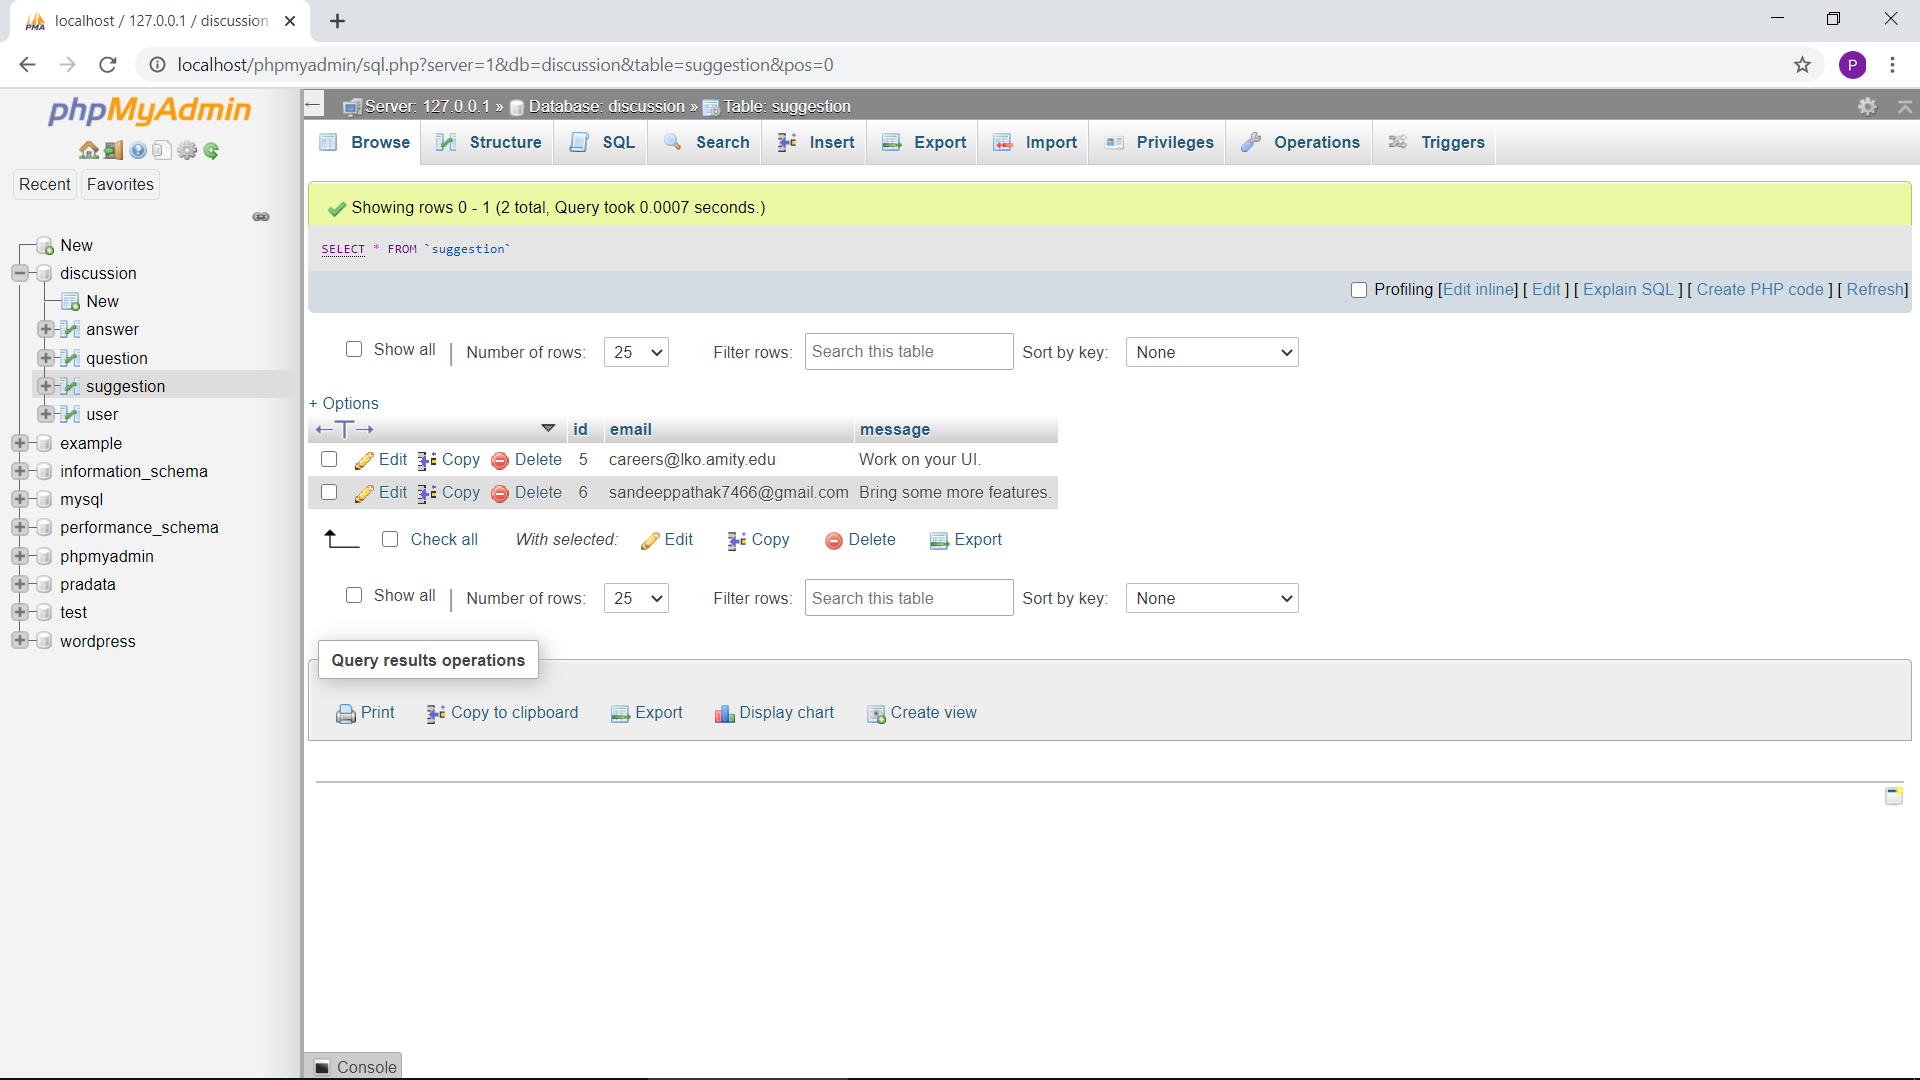 localhost / 127.0.0.1 / discussion
localhost/phpmyadmin/sql.php?server=1&db=discussion&table=suggestion&pos=0
P
phpMyAdmin
Recent
Favorites
New
discussion
New
answer
question
suggestion
user
example
information_schema
mysql
performance_schema
phpmyadmin
pradata
test
wordpress
Server: 127.0.0.1 » Database: discussion » Table: suggestion
Browse Structure SQL Search Insert Export Import Privileges Operations Triggers
Showing rows 0 - 1 (2 total, Query took 0.0007 seconds.)
SELECT * FROM `suggestion`
Profiling [Edit inline] [ Edit ] [ Explain SQL ] [ Create PHP code ] [ Refresh]
Show all | Number of rows: 25 Filter rows: Search this table Sort by key: None
+ Options
←T→ id email message
Edit Copy Delete 5 careers@lko.amity.edu Work on your UI.
Edit Copy Delete 6 sandeeppathak7466@gmail.com Bring some more features.
Check all With selected: Edit Copy Delete Export
Show all | Number of rows: 25 Filter rows: Search this table Sort by key: None
Query results operations
Print Copy to clipboard Export Display chart Create view
Console